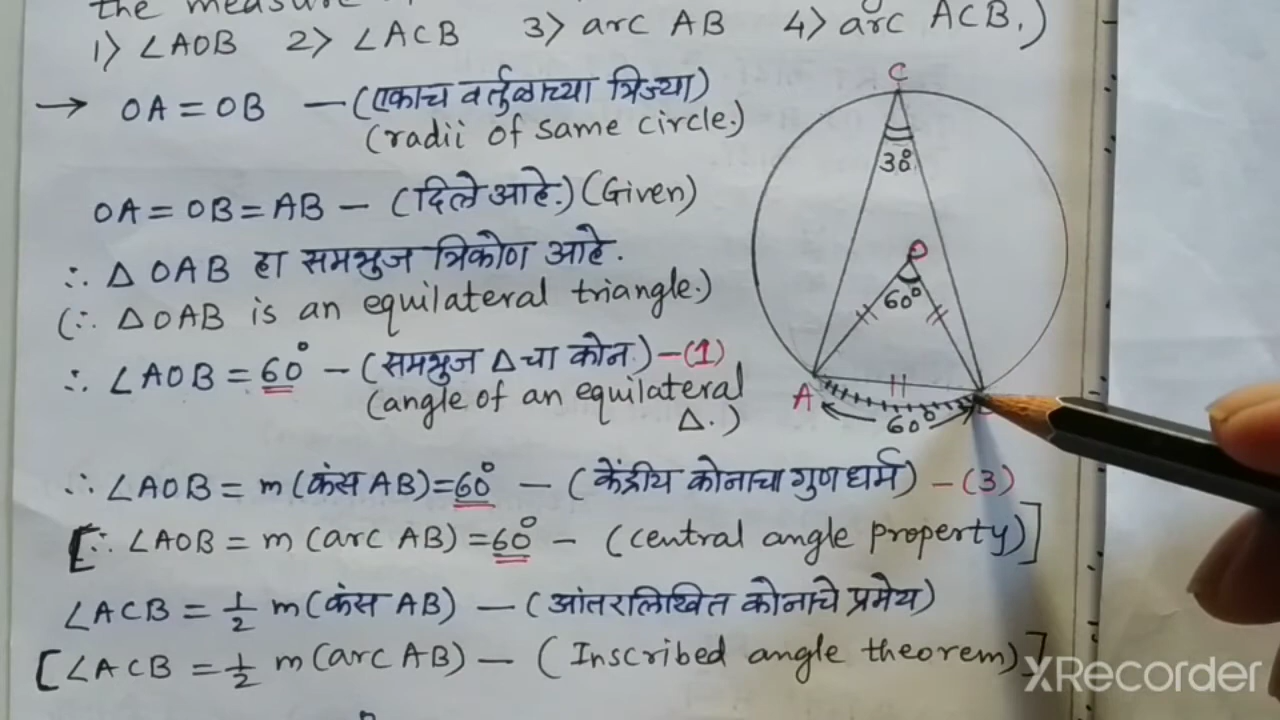 the measure
1) ∠AOB 2) ∠ACB 3) arc AB 4) arc ACB.)
→ OA = OB — (एकाच वर्तुळाच्या त्रिज्या)
(radii of same circle.)
OA = OB = AB — (दिले आहे.) (Given)
∴ △OAB हा समभुज त्रिकोण आहे.
(∴ △OAB is an equilateral triangle.)
∴ ∠AOB = 60° — (समभुज △चा कोन.) —(1)
(angle of an equilateral
△.)
∴ ∠AOB = m (कंस AB)=60° — (केंद्रीय कोनाचा गुणधर्म) —(3)
[∴ ∠AOB = m (arc AB) =60° — (central angle property)]
∠ACB = 1/2 m(कंस AB) — (आंतरलिखित कोनाचे प्रमेय)
[∠ACB = 1/2 m(arc AB) — (Inscribed angle theorem)]
C
30°
O
60°
A
60°
XRecorder